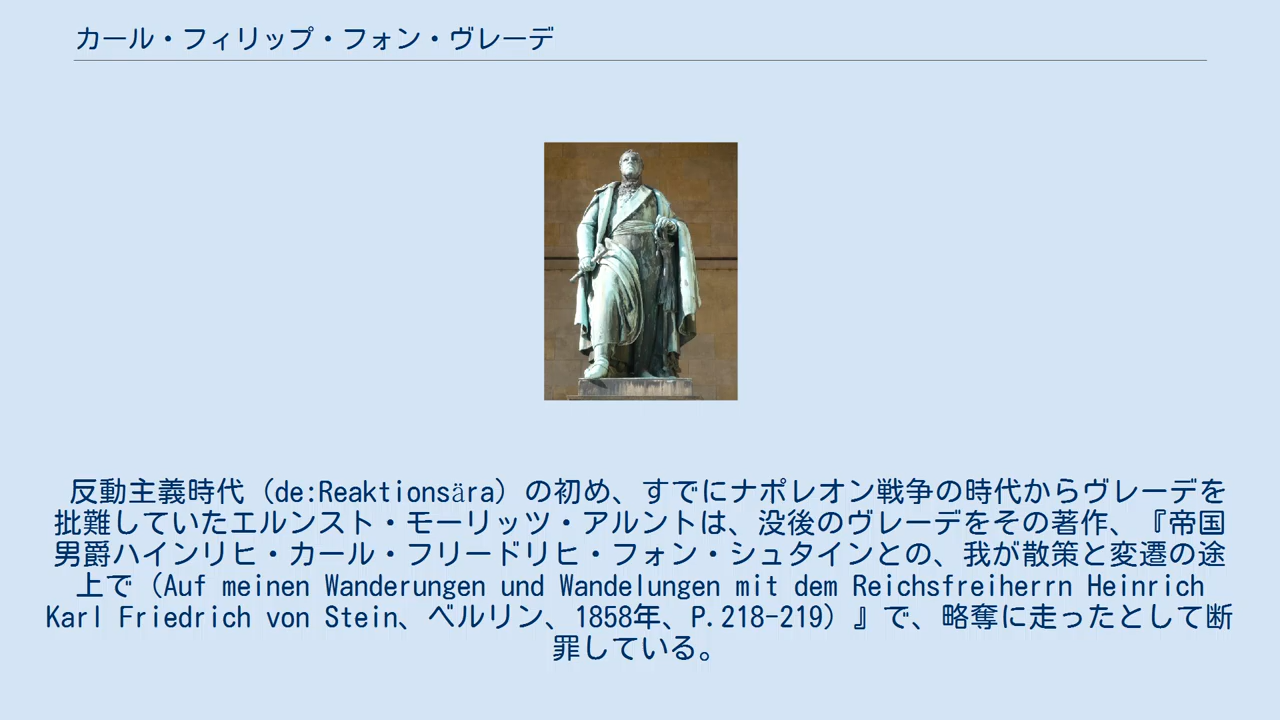 カール・フィリップ・フォン・ヴレーデ
反動主義時代（de:Reaktionsära）の初め、すでにナポレオン戦争の時代からヴレーデを
批難していたエルンスト・モーリッツ・アルントは、没後のヴレーデをその著作、『帝国
男爵ハインリヒ・カール・フリードリヒ・フォン・シュタインとの、我が散策と変遷の途
上で（Auf meinen Wanderungen und Wandelungen mit dem Reichsfreiherrn Heinrich
Karl Friedrich von Stein、ベルリン、1858年、P.218-219）』で、略奪に走ったとして断
罪している。